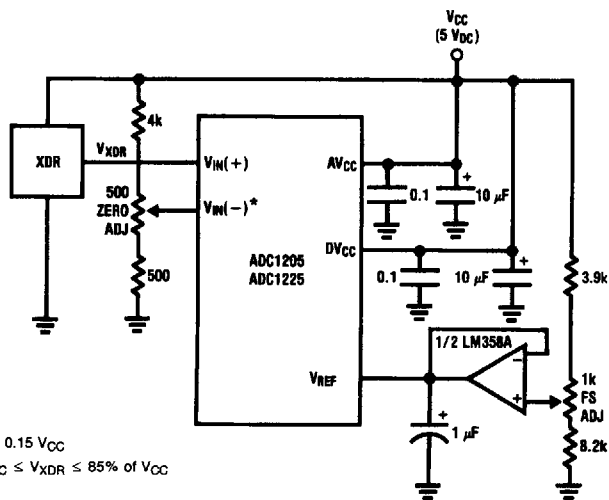 VCC
(5 VDC)
4k
XDR
VXDR
VIN(+)
AVCC
0.1
10 µF
+
500
ZERO
ADJ
VIN(−)*
ADC1205
ADC1225
DVCC
0.1
10 µF
+
3.9k
500
1/2 LM358A
−
+
VREF
1k
FS
ADJ
+
1 µF
8.2k
0.15 VCC
C ≤ VXDR ≤ 85% of VCC